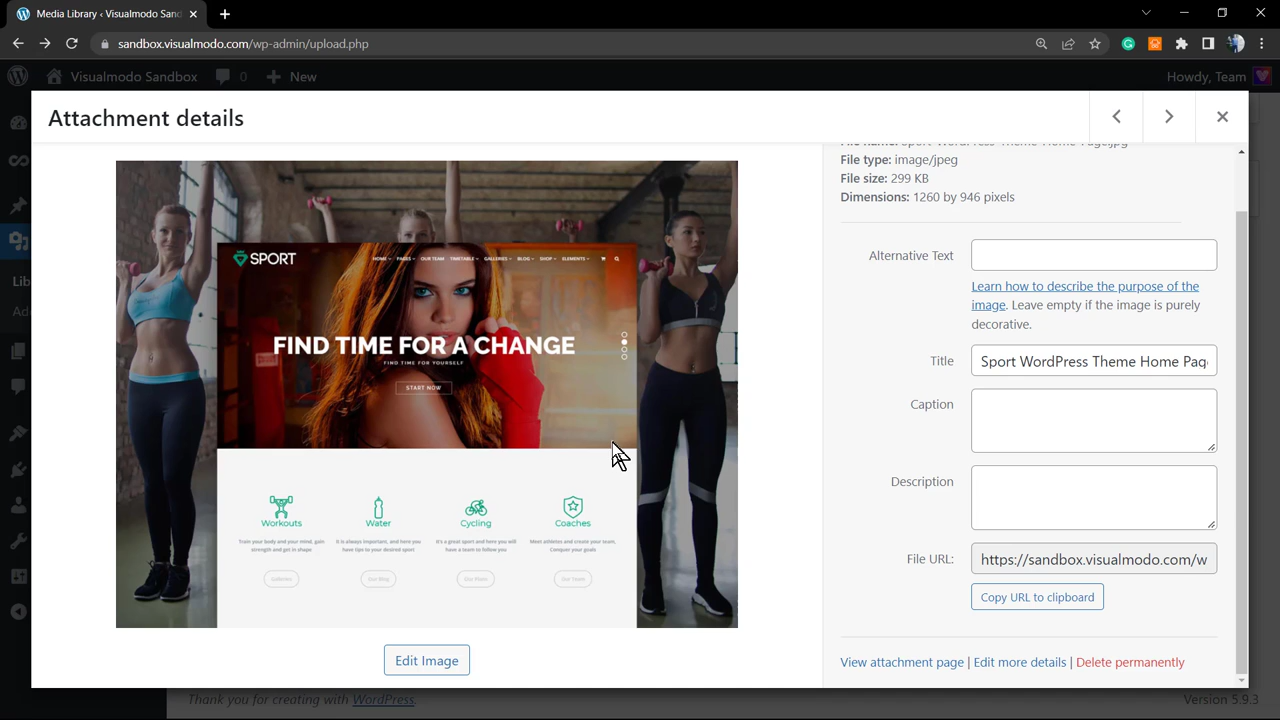 Media Library ‹ Visualmodo Sand
sandbox.visualmodo.com/wp-admin/upload.php
Visualmodo Sandbox
0
New
Howdy, Team
Attachment details
File name: Sport-WordPress-Theme-Home-Page.jpg
File type: image/jpeg
File size: 299 KB
Dimensions: 1260 by 946 pixels
Alternative Text
Learn how to describe the purpose of the
image. Leave empty if the image is purely
decorative.
Title
Sport WordPress Theme Home Pag
Caption
Description
File URL:
https://sandbox.visualmodo.com/w
Copy URL to clipboard
View attachment page | Edit more details | Delete permanently
SPORT
HOME PAGES OUR TEAM TIMETABLE GALLERIES BLOG SHOP ELEMENTS
FIND TIME FOR A CHANGE
FIND TIME FOR YOURSELF
START NOW
Workouts
Train your body and your mind, gain
strength and get in shape
Galleries
Water
It is always important, and here you
have tips to your desired sport
Our Blog
Cycling
It's a great sport and here you will
have a team to follow you
Our Plans
Coaches
Meet athletes and create your team,
Conquer your goals
Our team
Edit Image
Lib
Ad
Thank you for creating with WordPress.
Version 5.9.3